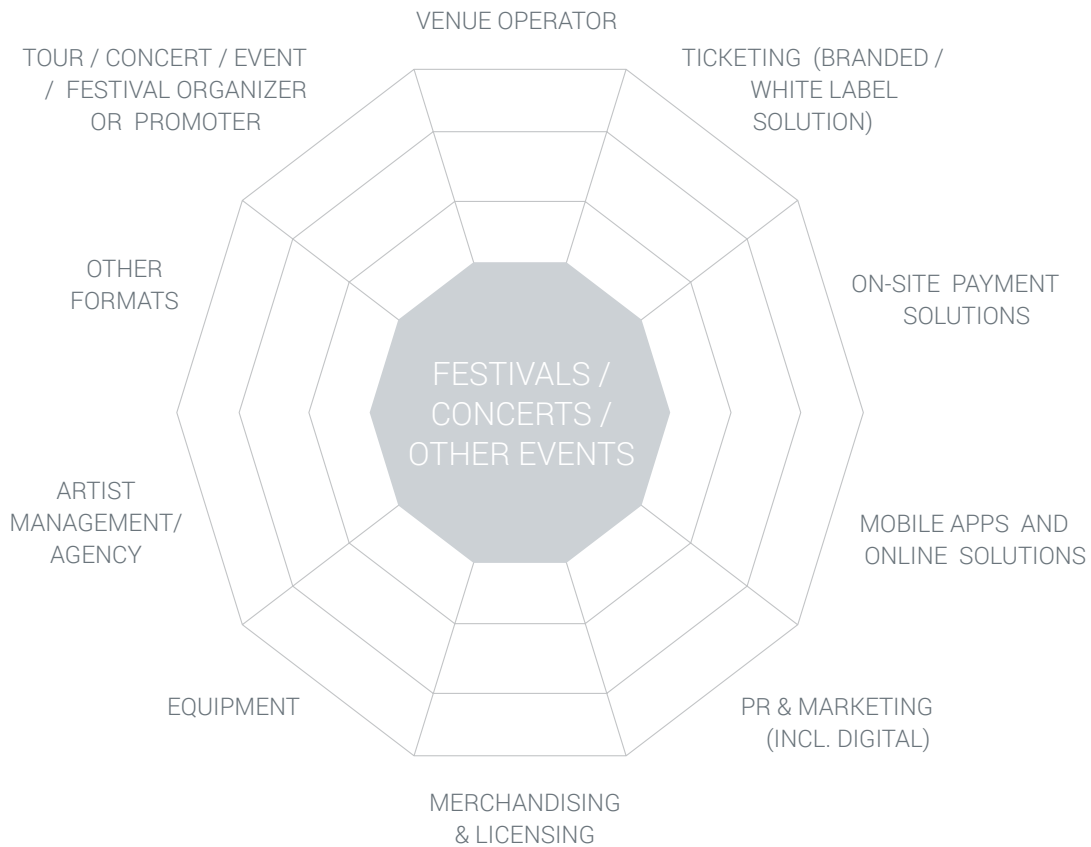 VENUE OPERATOR
TOUR / CONCERT / EVENT
/ FESTIVAL ORGANIZER
OR PROMOTER
TICKETING (BRANDED /
WHITE LABEL
SOLUTION)
OTHER
FORMATS
ON-SITE PAYMENT
SOLUTIONS
FESTIVALS /
CONCERTS /
OTHER EVENTS
ARTIST
MANAGEMENT/
AGENCY
MOBILE APPS AND
ONLINE SOLUTIONS
EQUIPMENT
PR & MARKETING
(INCL. DIGITAL)
MERCHANDISING
& LICENSING